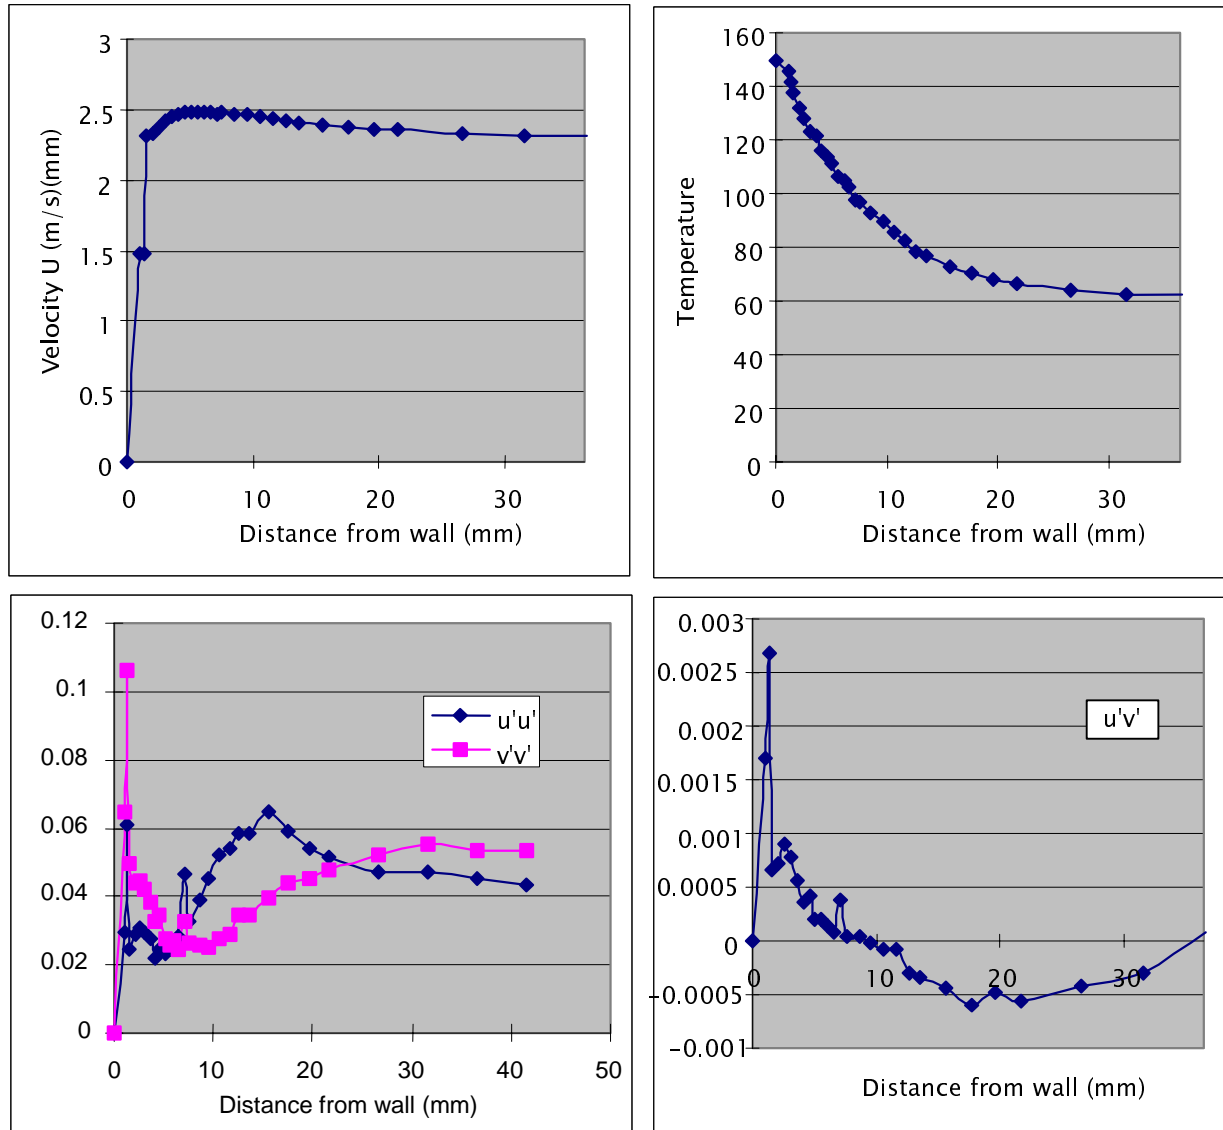 3
2.5
2
1.5
1
0.5
0
0 10 20 30
Velocity U (m/s)(mm)
Distance from wall (mm)
160
140
120
100
80
60
40
20
0
0 10 20 30
Temperature
Distance from wall (mm)
0.12
0.1
0.08
0.06
0.04
0.02
0
0 10 20 30 40 50
u'u'
v'v'
Distance from wall (mm)
0.003
0.0025
0.002
0.0015
0.001
0.0005
0
-0.0005
-0.001
0 10 20 30
u'v'
Distance from wall (mm)